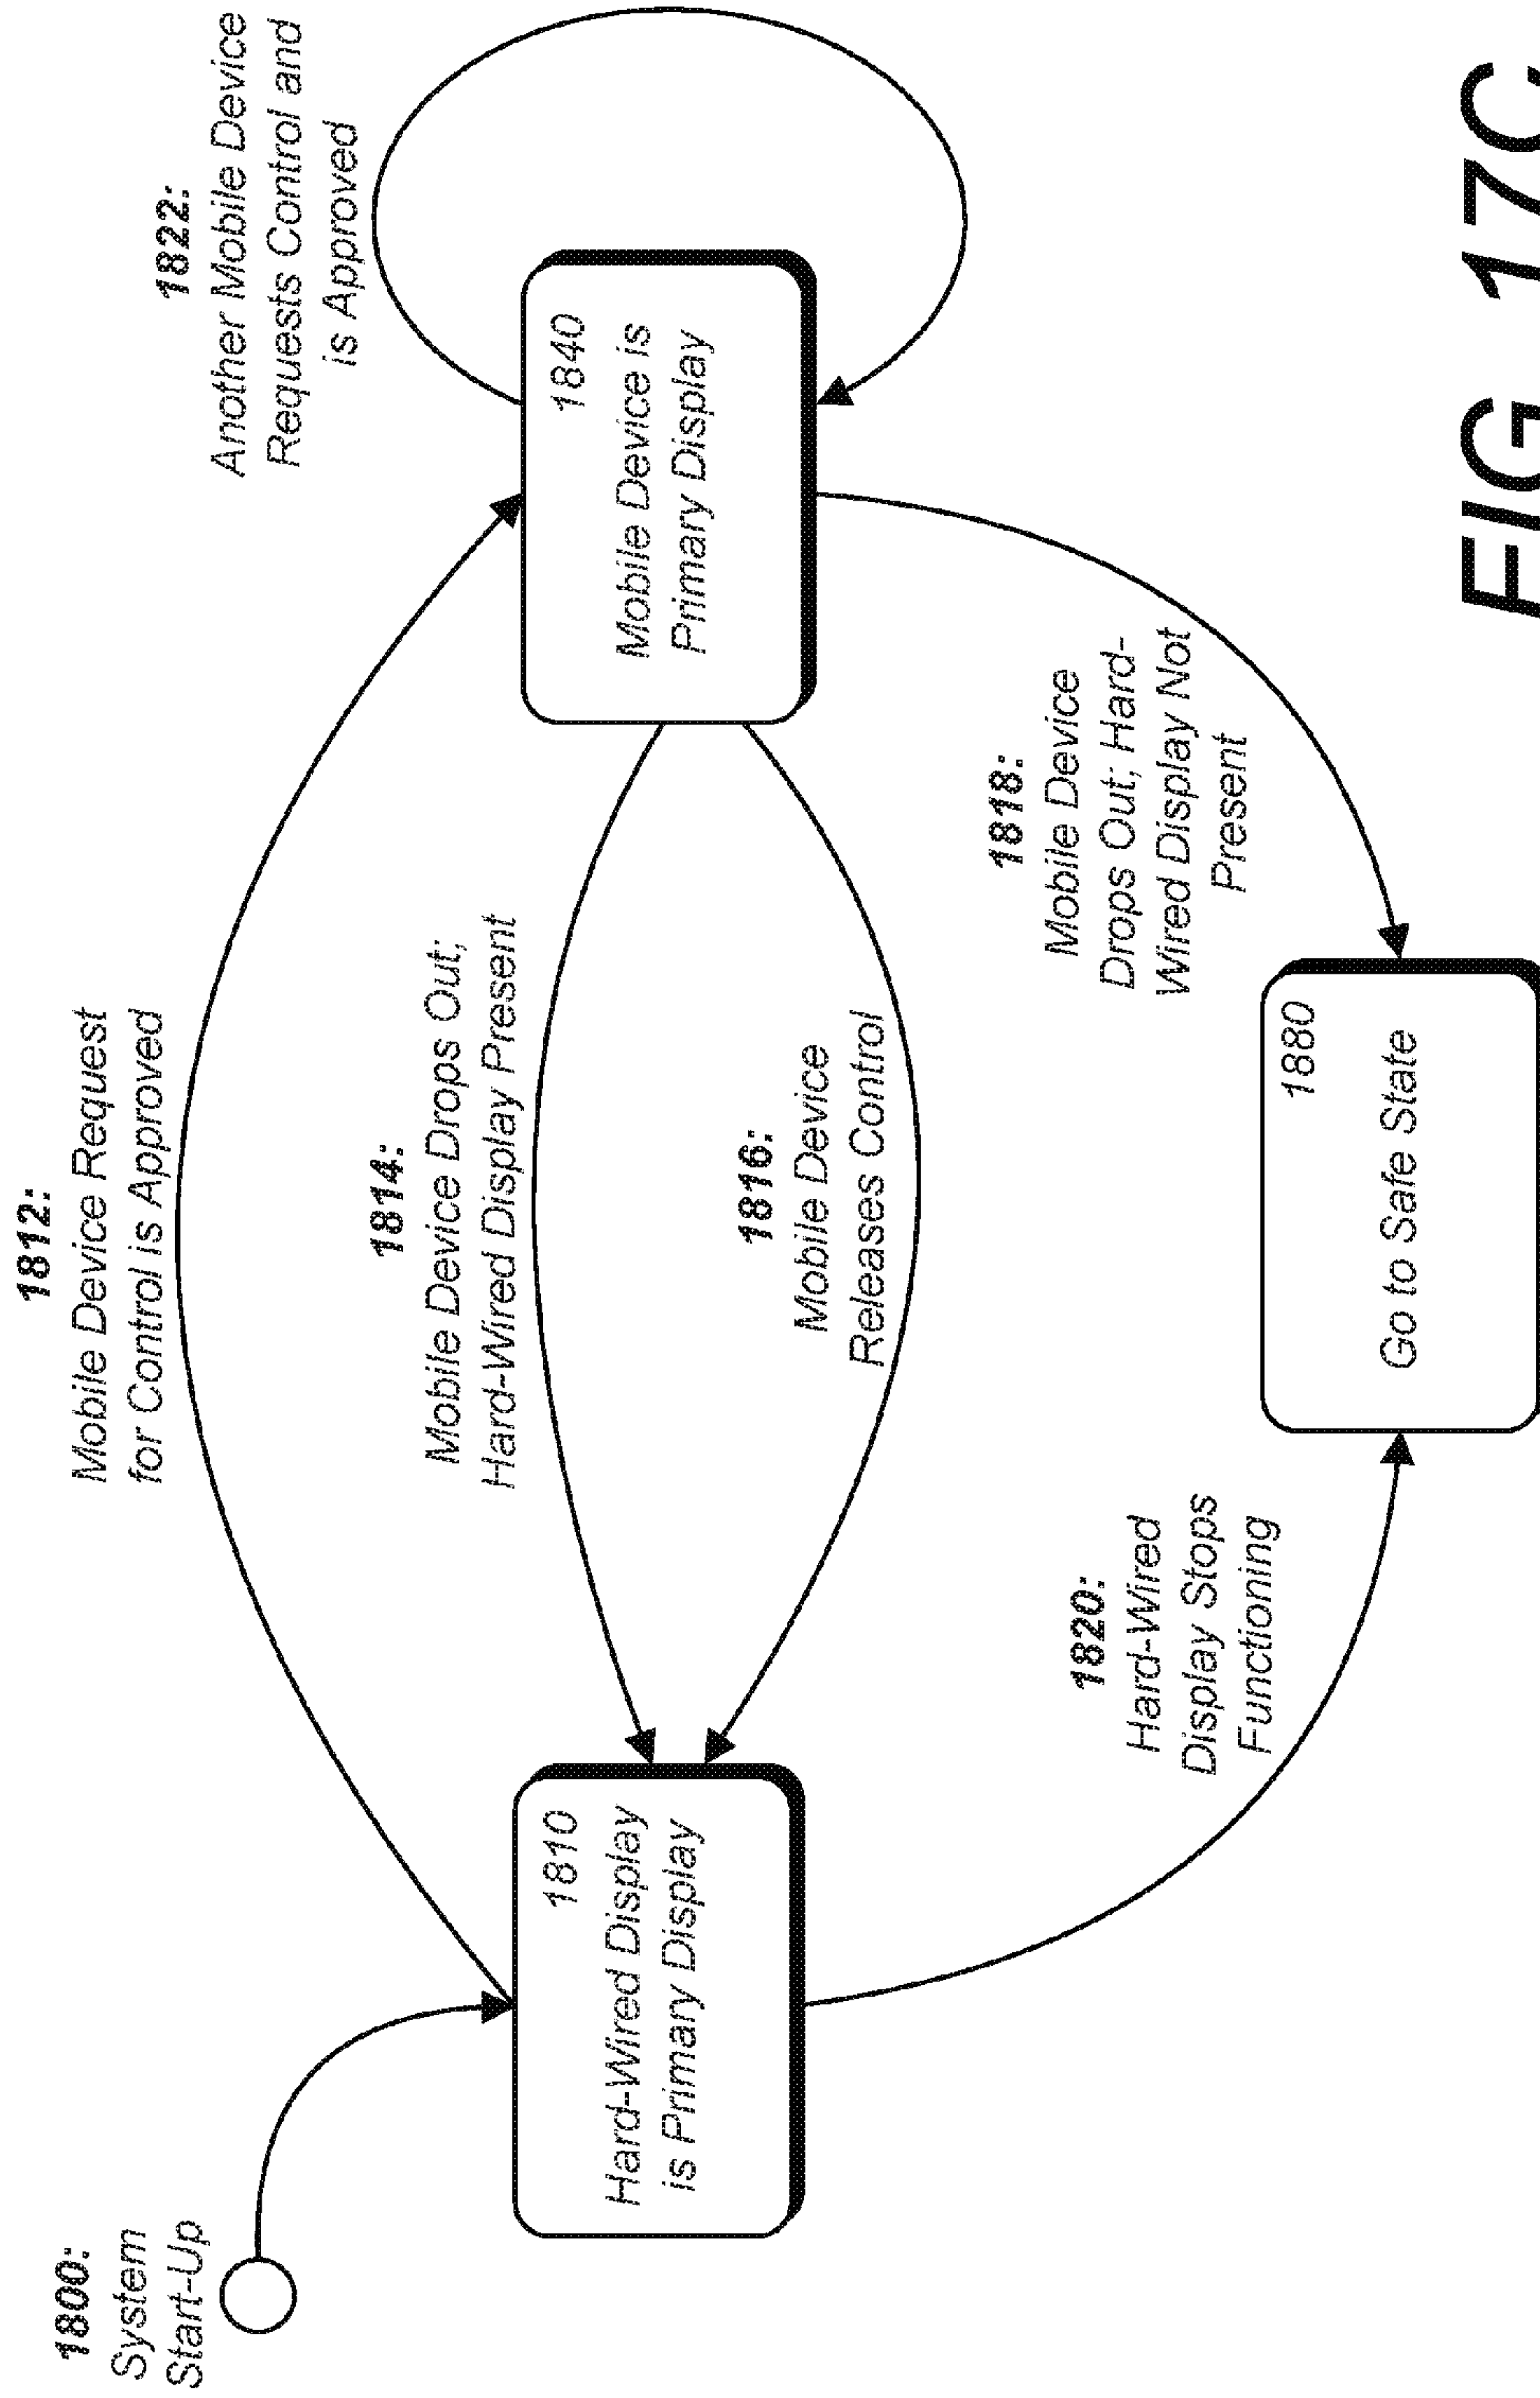 1800:
System
Start-Up
1812:
Mobile Device Request
for Control is Approved
1822:
Another Mobile Device
Requests Control and
is Approved
1814:
Mobile Device Drops Out;
Hard-Wired Display Present
1810
Hard-Wired Display
is Primary Display
1840
Mobile Device is
Primary Display
1816:
Mobile Device
Releases Control
1820:
Hard-Wired
Display Stops
Functioning
1818:
Mobile Device
Drops Out; Hard-
Wired Display Not
Present
1880
Go to Safe State
FIG 17C